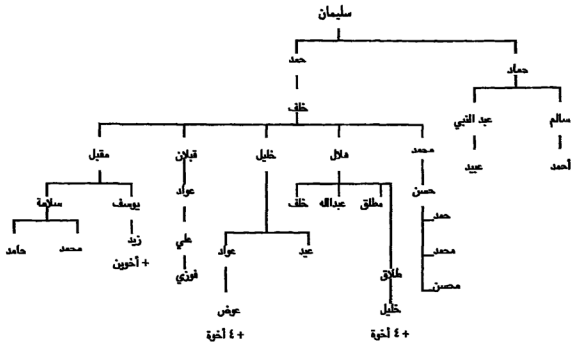 سليمان
حمد
حماد
خلف
عبد النبي
سالم
عبيد
أحمد
محمد
هلال
خليل
قبلان
مقبل
حسن
مطلق
عبدالله
خلف
عواد
يوسف
سلامة
حمد
عيد
عواد
علي
زيد
محمد
حامد
محمد
+ أخوين
طلاق
فوزي
محسن
خليل
عوض
+ ٤ أخوة
+ ٤ أخوة